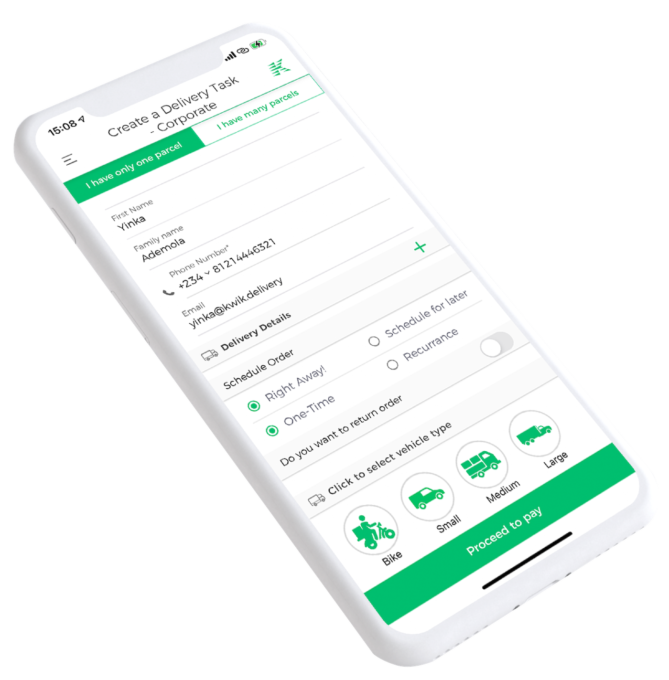 15:08
Create a Delivery Task
- Corporate
I have only one parcel
I have many parcels
First Name
Yinka
Family name
Ademola
Phone Number*
+234 81214446321
Email
yinka@kwik.delivery
Delivery Details
Schedule Order
Right Away!
Schedule for later
One-Time
Recurrance
Do you want to return order
Click to select vehicle type
Bike
Small
Medium
Large
Proceed to pay